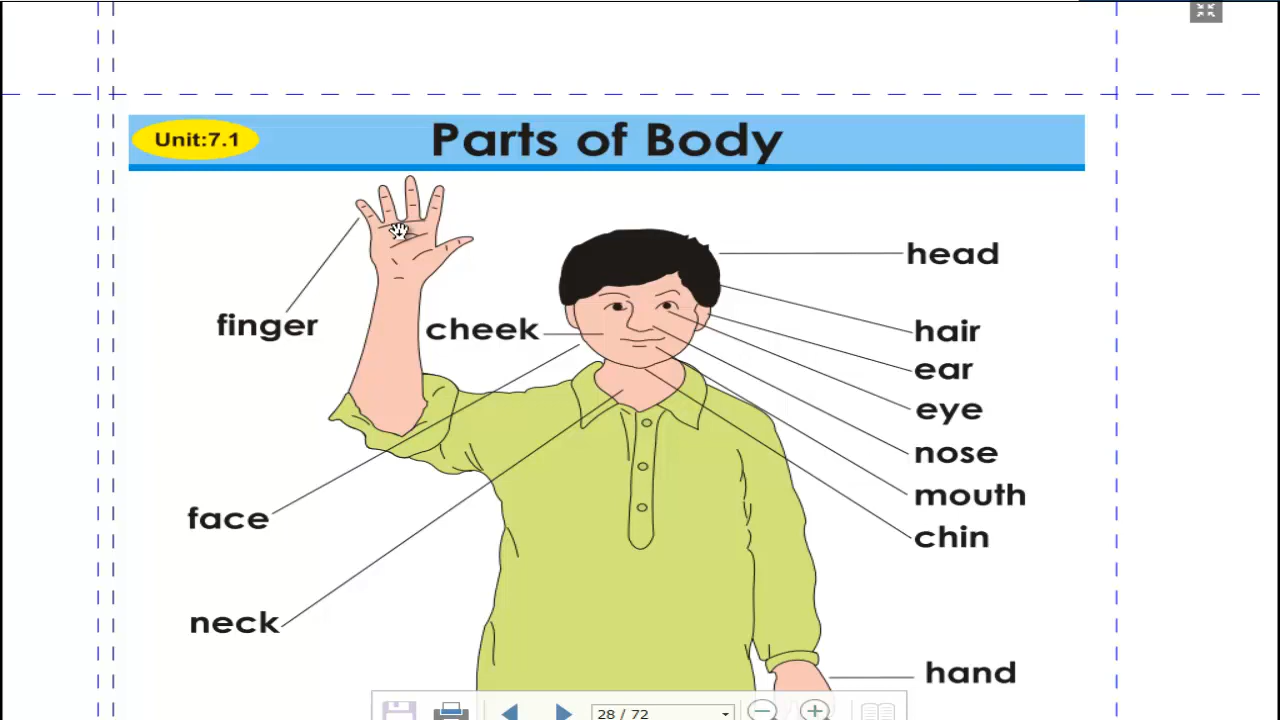 Unit:7.1
Parts of Body
head
finger
cheek
hair
ear
eye
nose
mouth
face
chin
neck
hand
28 / 72